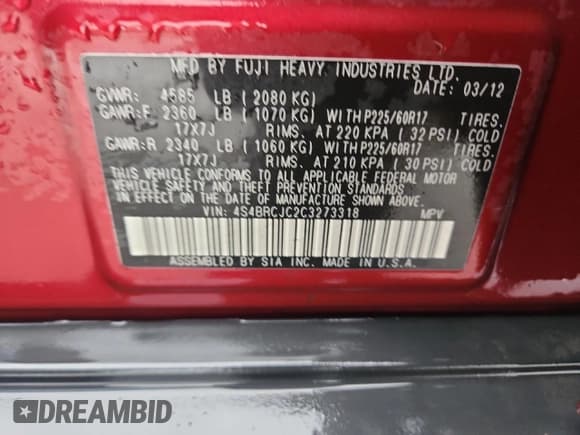 MFD BY FUJI HEAVY INDUSTRIES LTD.
DATE: 03/12
GVWR: 4585 LB (2080 KG)
GAWR:F 2360 LB (1070 KG) WITH P225/60R17 TIRES.
17X7J RIMS. AT 220 KPA (32 PSI) COLD
GAWR:R 2340 LB (1060 KG) WITH P225/60R17 TIRES.
17X7J RIMS. AT 210 KPA (30 PSI) COLD
THIS VEHICLE CONFORMS TO ALL APPLICABLE FEDERAL MOTOR
VEHICLE SAFETY AND THEFT PREVENTION STANDARDS
IN EFFECT ON THE DATE OF MANUFACTURE SHOWN ABOVE.
VIN: 4S4BRCJC2C3273318 MPV
ASSEMBLED BY SIA INC. MADE IN U.S.A.
DREAMBID